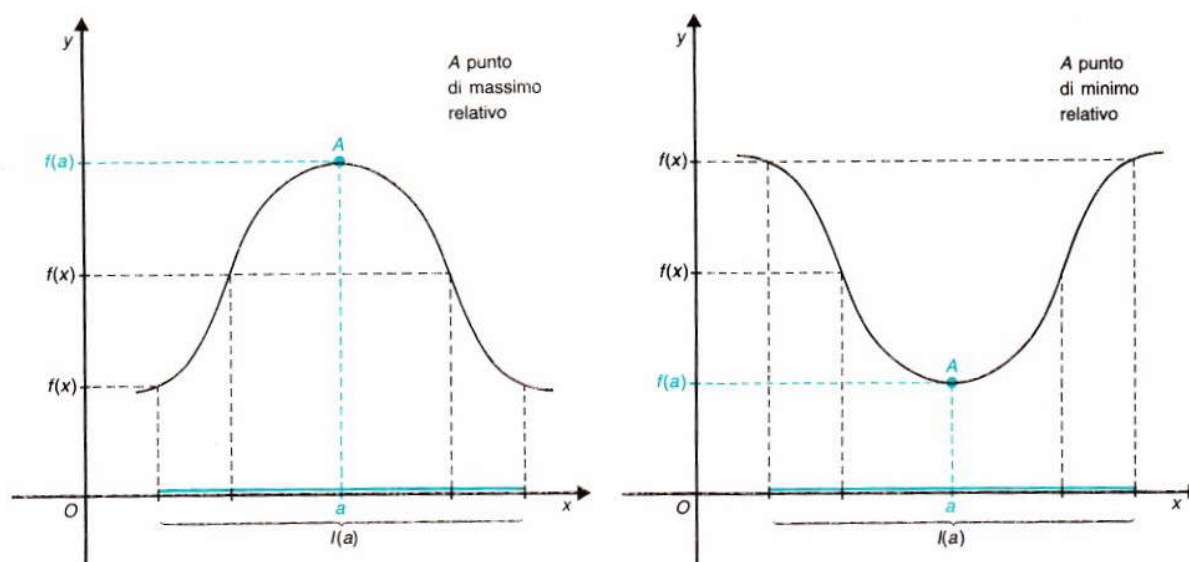 y
A punto
di massimo
relativo
A
f(a)
f(x)
f(x)
O
a
x
I(a)
y
A punto
di minimo
relativo
f(x)
f(x)
A
f(a)
O
a
x
I(a)